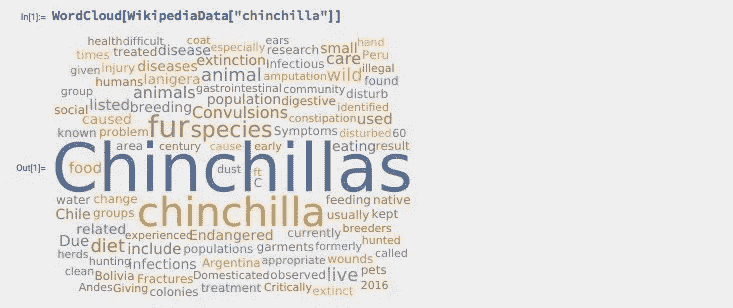 In[1]:= WordCloud[WikipediaData["chinchilla"]]
healthdifficult coat ears
times treated disease especially research small hand
given injury diseases extinction Infectious care Peru
humans lanigera animal amputation wild illegal
group animals gastrointestinal community found
social listed breeding population digestive disturb
caused Convulsions constipation used identified
known problem fur species Symptoms disturbed 60
area century cause early eating result
Out[1]= Chinchillas
food dust ft
C
water change chinchilla feeding native
Chile groups usually kept
related experienced Endangered currently breeders
Due diet include populations garments formerly hunted
herds hunting infections Argentina appropriate wounds called
clean Bolivia Fractures Domesticated observed live pets
Andes Giving colonies treatment Critically extinct 2016